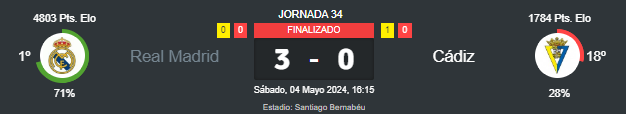 4803 Pts. Elo
JORNADA 34
1784 Pts. Elo
0 0
FINALIZADO
1 0
1º
Real Madrid
3 - 0
Cádiz
18º
71%
Sábado, 04 Mayo 2024, 16:15
28%
Estadio: Santiago Bernabéu